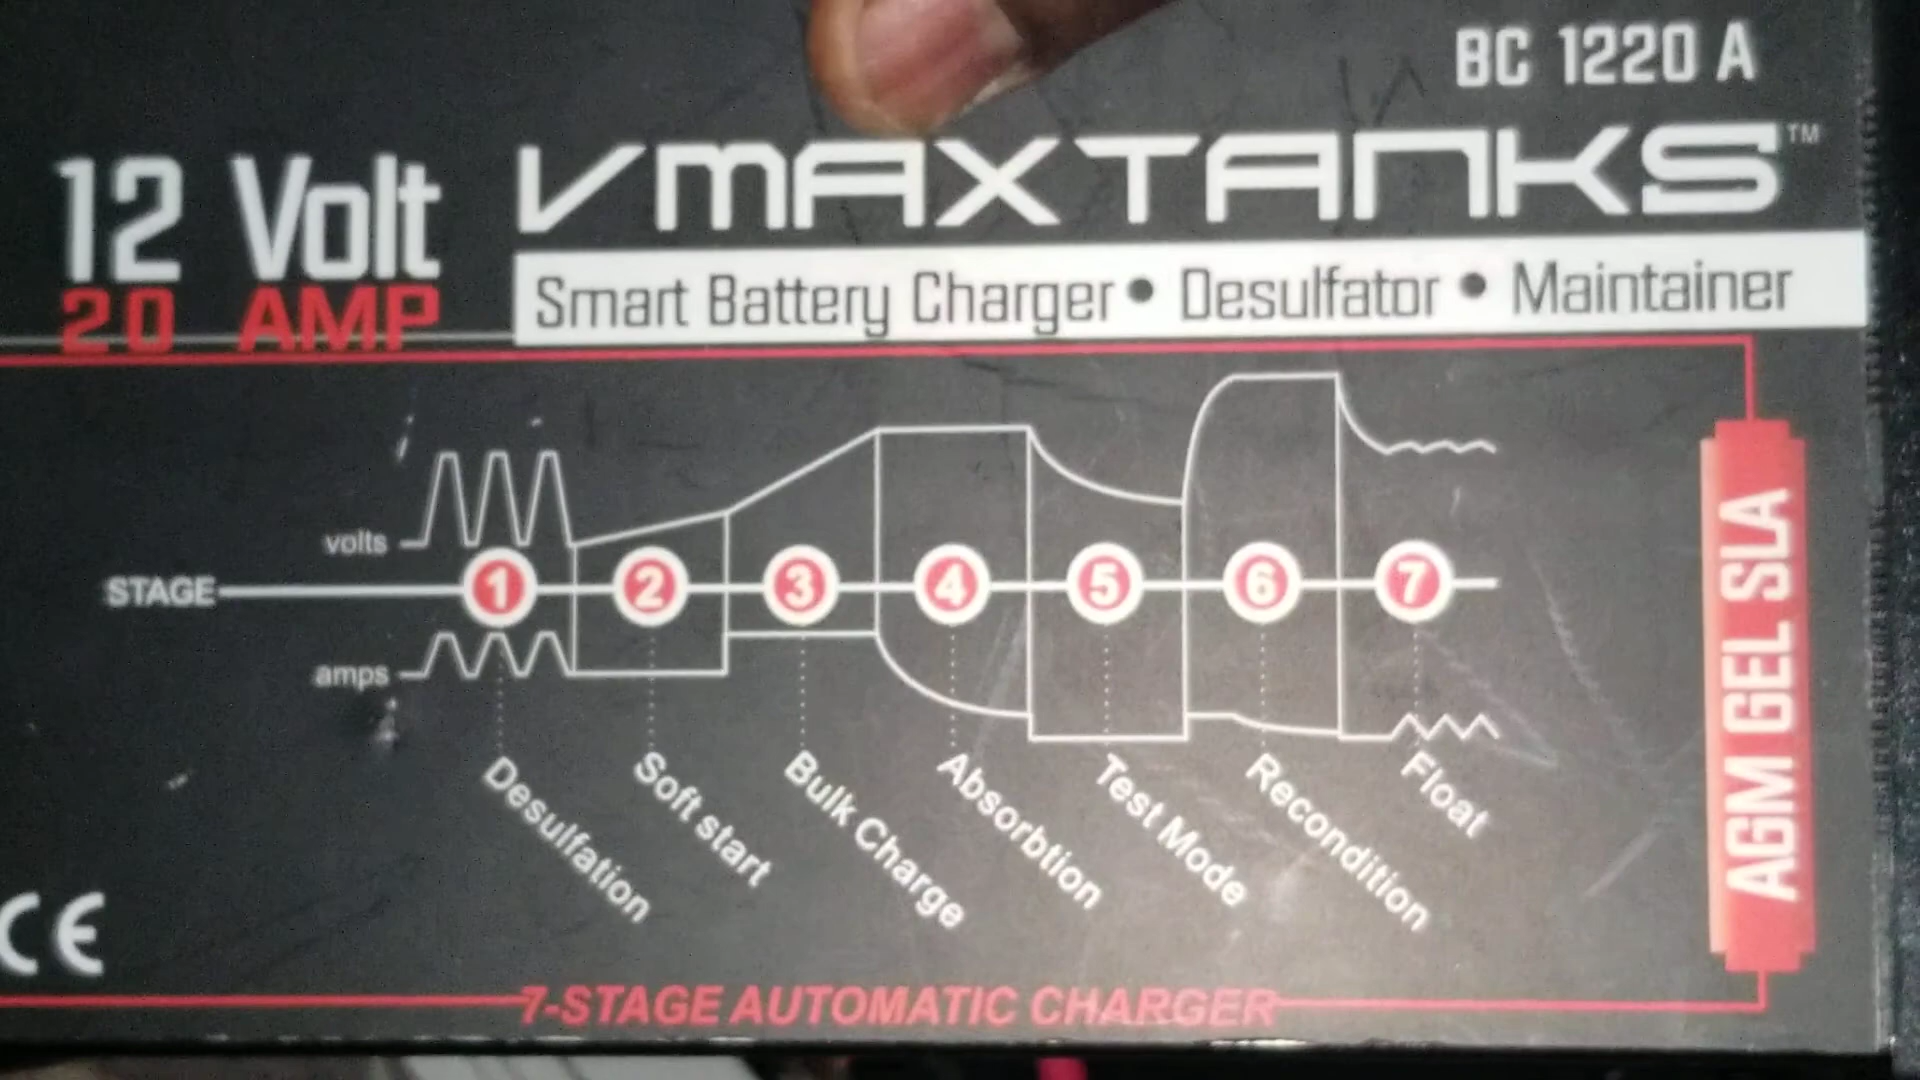 BC 1220 A
12 Volt
20 AMP
VMAXTANKS™
Smart Battery Charger • Desulfator • Maintainer
volts
STAGE 1 2 3 4 5 6 7
amps
Desulfation
Soft start
Bulk Charge
Absorbtion
Test Mode
Recondition
Float
AGM GEL SLA
CE
7-STAGE AUTOMATIC CHARGER